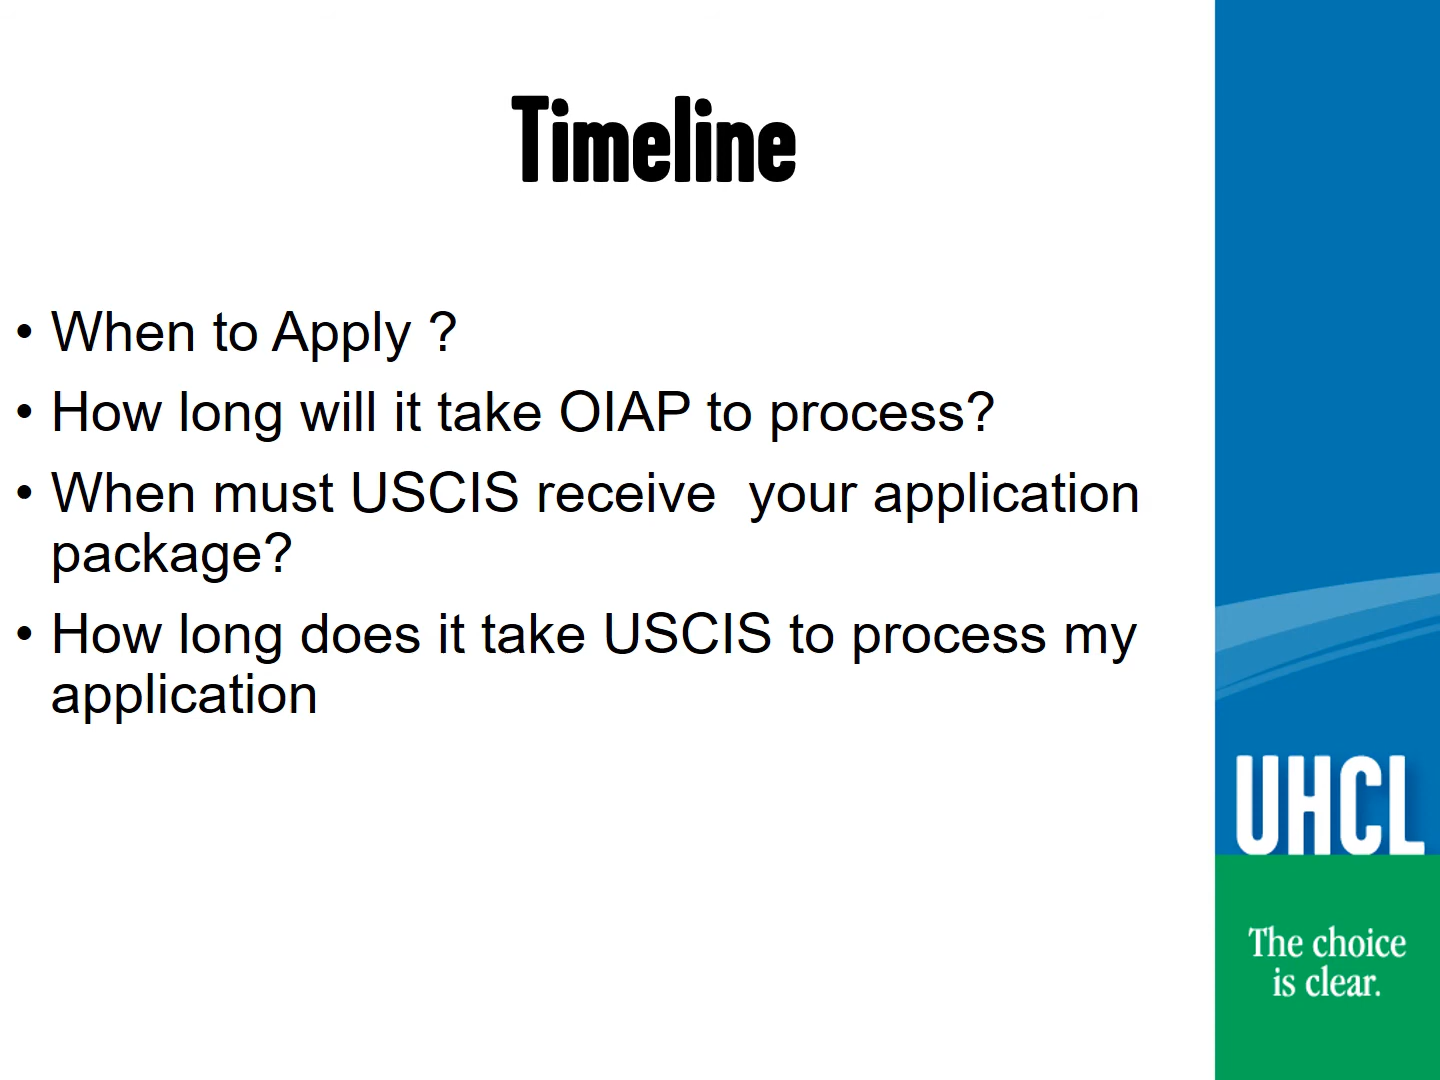 Timeline
• When to Apply ?
• How long will it take OIAP to process?
• When must USCIS receive  your application
package?
• How long does it take USCIS to process my
application
UHCL
The choice
is clear.